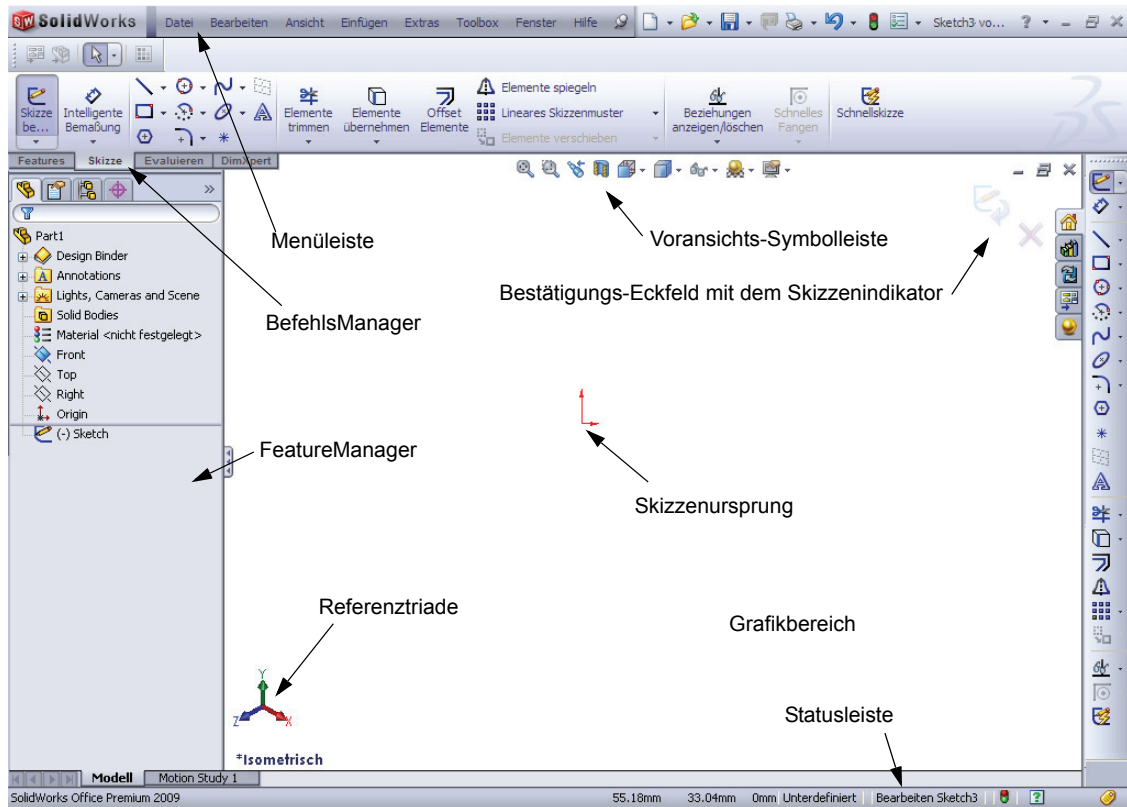 SolidWorks Datei Bearbeiten Ansicht Einfügen Extras Toolbox Fenster Hilfe Sketch3 vo... ?
Skizze be...
Intelligente Bemaßung
Elemente trimmen
Elemente übernehmen
Offset Elemente
Elemente spiegeln
Lineares Skizzenmuster
Elemente verschieben
Beziehungen anzeigen/löschen
Schnelles Fangen
Schnellskizze
Features Skizze Evaluieren DimXpert
Part1
Design Binder
Annotations
Lights, Cameras and Scene
Solid Bodies
Material <nicht festgelegt>
Front
Top
Right
Origin
(-) Sketch
Menüleiste
Voransichts-Symbolleiste
Bestätigungs-Eckfeld mit dem Skizzenindikator
BefehlsManager
FeatureManager
Skizzenursprung
Referenztriade
Grafikbereich
Statusleiste
Y
Z
X
*Isometrisch
Modell Motion Study 1
SolidWorks Office Premium 2009 55.18mm 33.04mm 0mm Unterdefiniert Bearbeiten Sketch3 ?